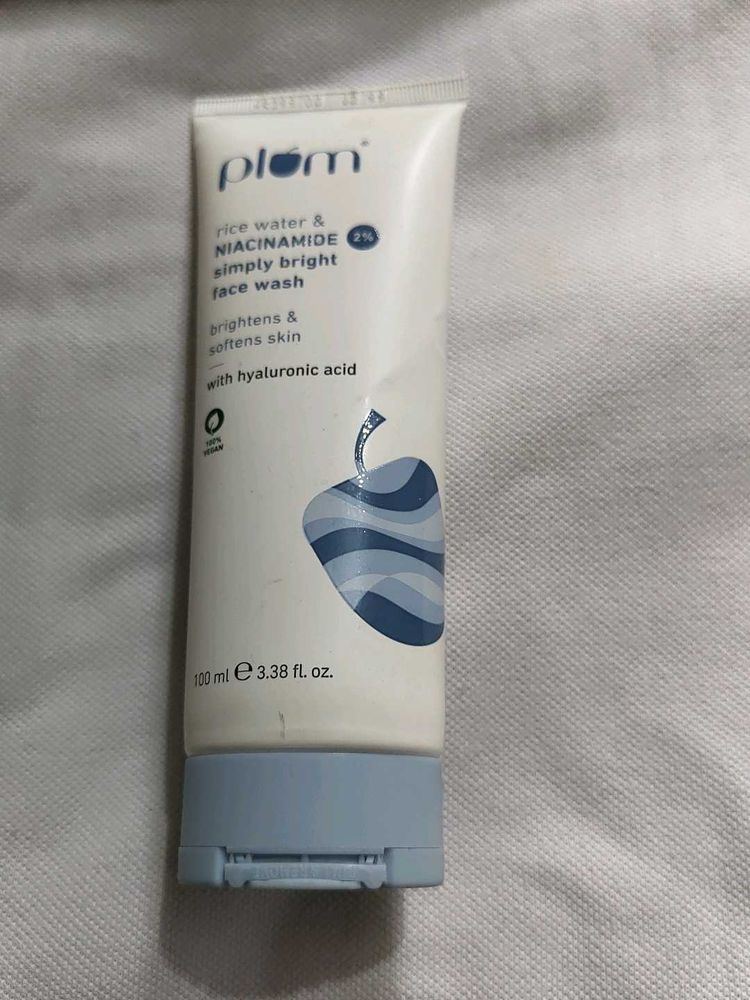 plum®
rice water &
NIACINAMIDE 2%
simply bright
face wash
brightens &
softens skin
with hyaluronic acid
100%
VEGAN
100 ml ℮ 3.38 fl. oz.